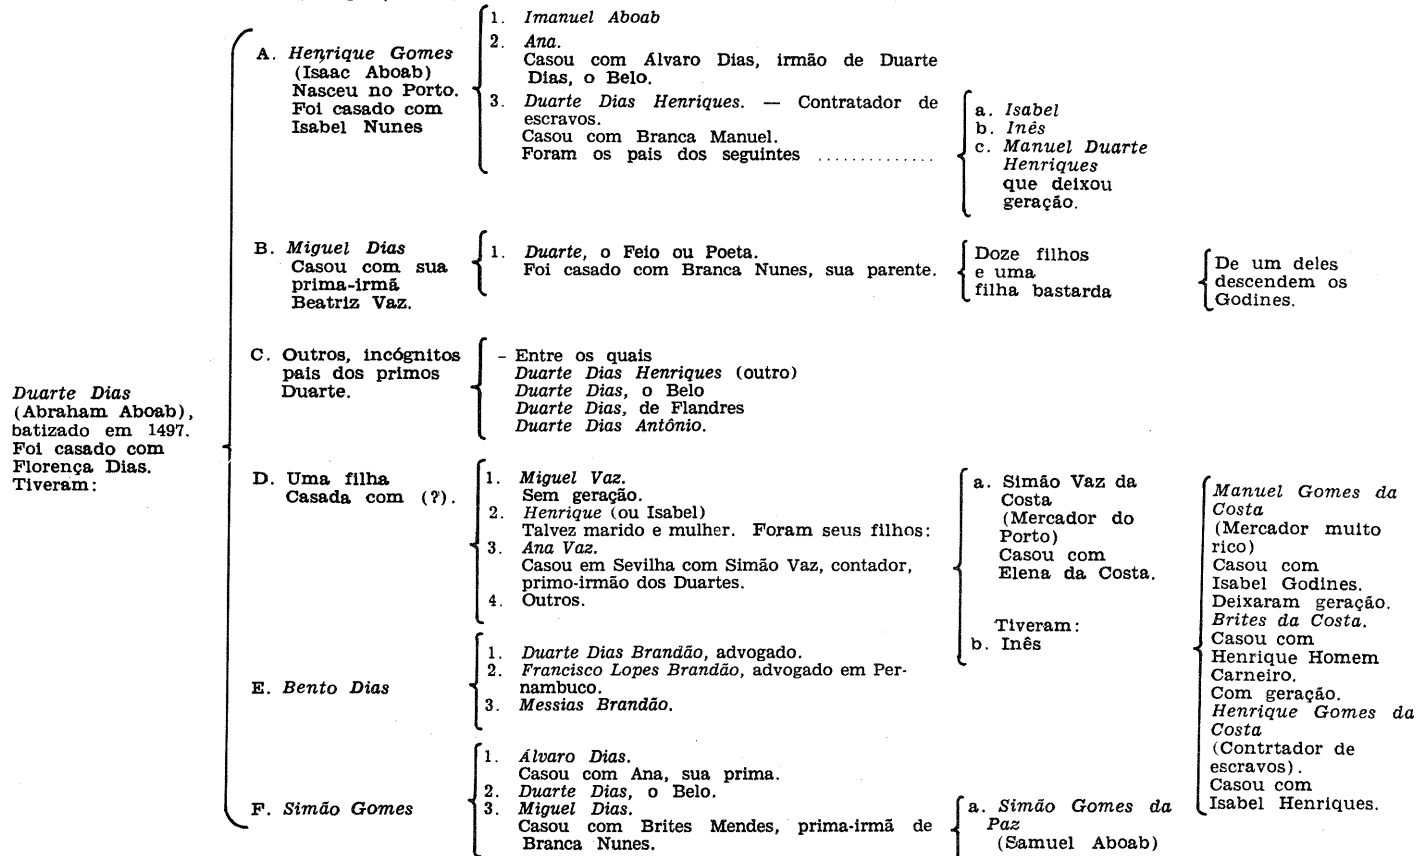 Duarte Dias
(Abraham Aboab),
batizado em 1497.
Foi casado com
Florença Dias.
Tiveram:
A. Henrique Gomes
(Isaac Aboab)
Nasceu no Porto.
Foi casado com
Isabel Nunes
1. Imanuel Aboab
2. Ana.
Casou com Álvaro Dias, irmão de Duarte
Dias, o Belo.
3. Duarte Dias Henriques. — Contratador de
escravos.
Casou com Branca Manuel.
Foram os pais dos seguintes ..............
a. Isabel
b. Inês
c. Manuel Duarte
Henriques
que deixou
geração.
B. Miguel Dias
Casou com sua
prima-irmã
Beatriz Vaz.
1. Duarte, o Feio ou Poeta.
Foi casado com Branca Nunes, sua parente.
Doze filhos
e uma
filha bastarda
De um deles
descendem os
Godines.
C. Outros, incógnitos
pais dos primos
Duarte.
- Entre os quais
Duarte Dias Henriques (outro)
Duarte Dias, o Belo
Duarte Dias, de Flandres
Duarte Dias Antônio.
D. Uma filha
Casada com (?).
1. Miguel Vaz.
Sem geração.
2. Henrique (ou Isabel)
Talvez marido e mulher. Foram seus filhos:
3. Ana Vaz.
Casou em Sevilha com Simão Vaz, contador,
primo-irmão dos Duartes.
4. Outros.
a. Simão Vaz da
Costa
(Mercador do
Porto)
Casou com
Elena da Costa.
Tiveram:
b. Inês
Manuel Gomes da
Costa
(Mercador muito
rico)
Casou com
Isabel Godines.
Deixaram geração.
Brites da Costa.
Casou com
Henrique Homem
Carneiro.
Com geração.
Henrique Gomes da
Costa
(Contrtador de
escravos).
Casou com
Isabel Henriques.
E. Bento Dias
1. Duarte Dias Brandão, advogado.
2. Francisco Lopes Brandão, advogado em Per-
nambuco.
3. Messias Brandão.
F. Simão Gomes
1. Álvaro Dias.
Casou com Ana, sua prima.
2. Duarte Dias, o Belo.
3. Miguel Dias.
Casou com Brites Mendes, prima-irmã de
Branca Nunes.
a. Simão Gomes da
Paz
(Samuel Aboab)